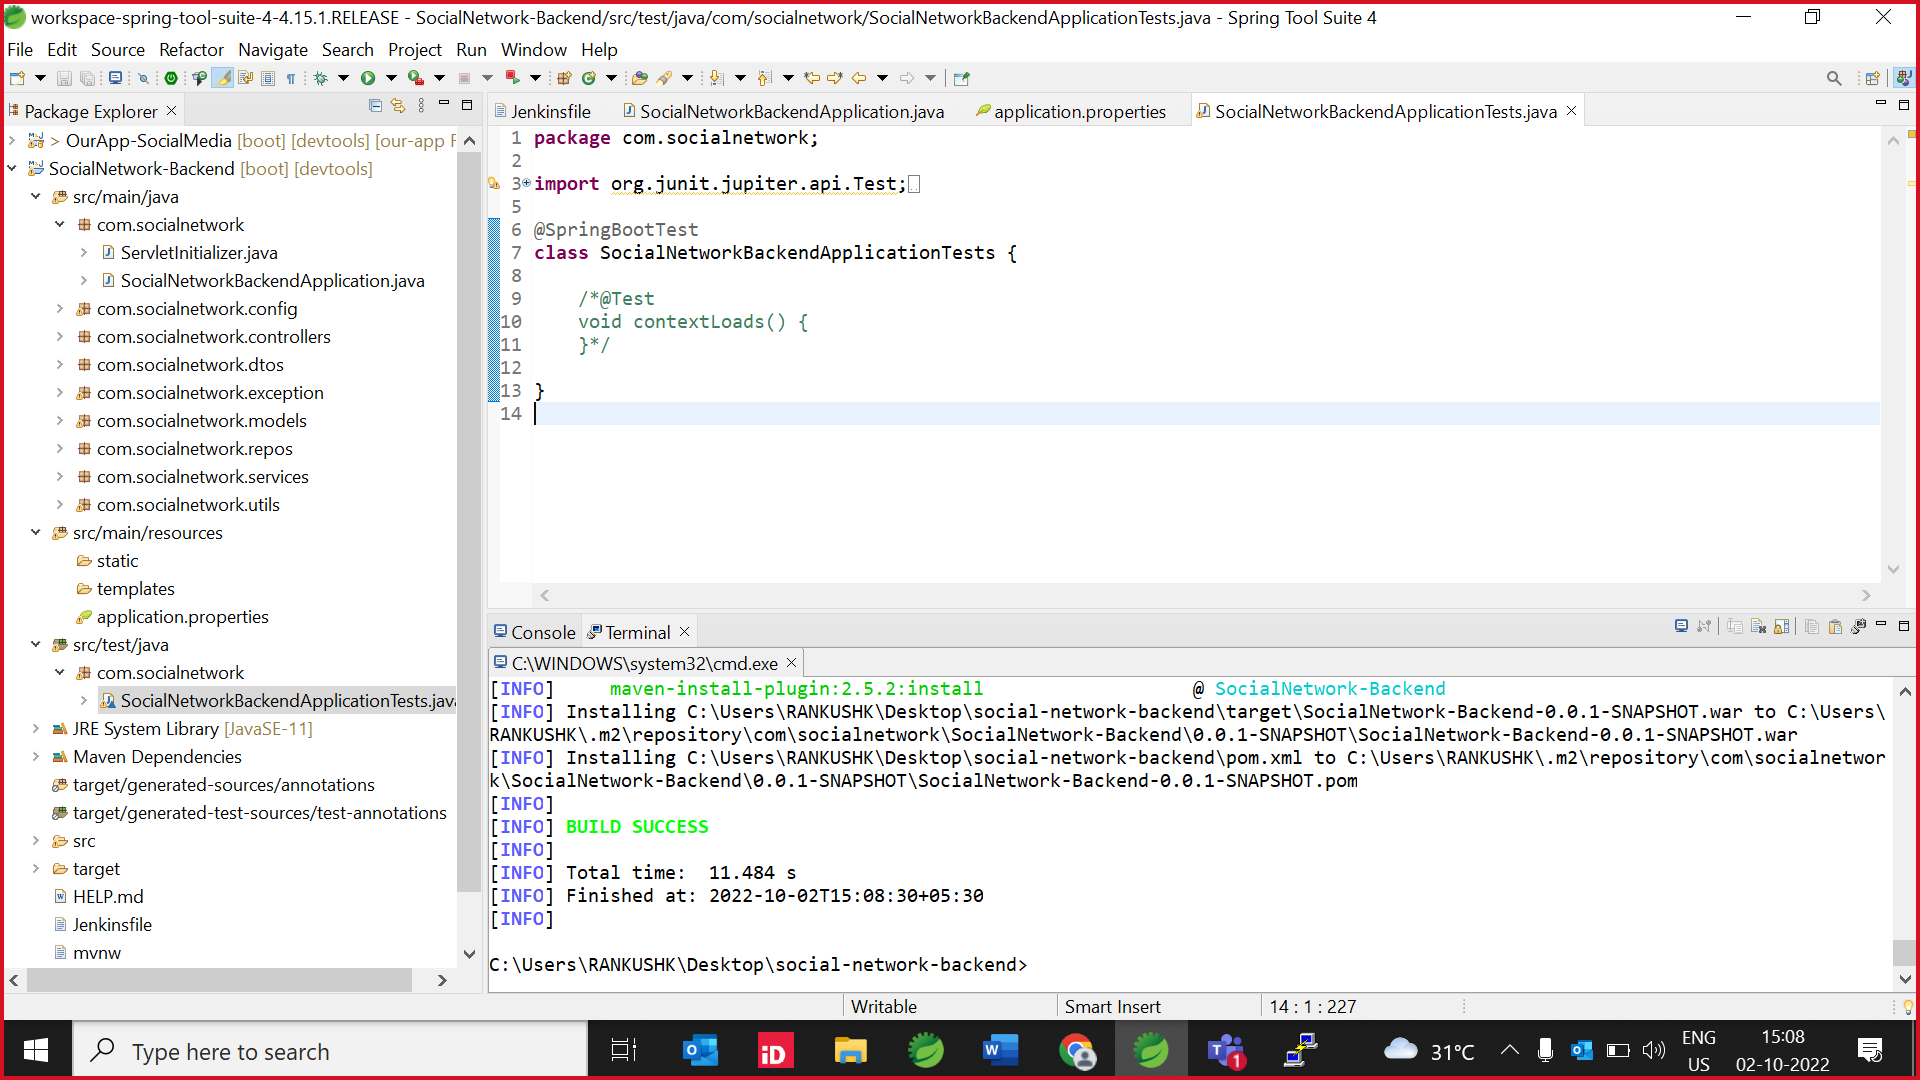 workspace-spring-tool-suite-4-4.15.1.RELEASE - SocialNetwork-Backend/src/test/java/com/socialnetwork/SocialNetworkBackendApplicationTests.java - Spring Tool Suite 4
File Edit Source Refactor Navigate Search Project Run Window Help
Package Explorer
> OurApp-SocialMedia [boot] [devtools] [our-app
SocialNetwork-Backend [boot] [devtools]
src/main/java
com.socialnetwork
ServletInitializer.java
SocialNetworkBackendApplication.java
com.socialnetwork.config
com.socialnetwork.controllers
com.socialnetwork.dtos
com.socialnetwork.exception
com.socialnetwork.models
com.socialnetwork.repos
com.socialnetwork.services
com.socialnetwork.utils
src/main/resources
static
templates
application.properties
src/test/java
com.socialnetwork
SocialNetworkBackendApplicationTests.java
JRE System Library [JavaSE-11]
Maven Dependencies
target/generated-sources/annotations
target/generated-test-sources/test-annotations
src
target
HELP.md
Jenkinsfile
mvnw
Jenkinsfile SocialNetworkBackendApplication.java application.properties SocialNetworkBackendApplicationTests.java
1 package com.socialnetwork;
2
3 import org.junit.jupiter.api.Test;
5
6 @SpringBootTest
7 class SocialNetworkBackendApplicationTests {
8
9 /*@Test
10 void contextLoads() {
11 }*/
12
13 }
14
Console Terminal
C:\WINDOWS\system32\cmd.exe
[INFO] maven-install-plugin:2.5.2:install @ SocialNetwork-Backend
[INFO] Installing C:\Users\RANKUSHK\Desktop\social-network-backend\target\SocialNetwork-Backend-0.0.1-SNAPSHOT.war to C:\Users\
RANKUSHK\.m2\repository\com\socialnetwork\SocialNetwork-Backend\0.0.1-SNAPSHOT\SocialNetwork-Backend-0.0.1-SNAPSHOT.war
[INFO] Installing C:\Users\RANKUSHK\Desktop\social-network-backend\pom.xml to C:\Users\RANKUSHK\.m2\repository\com\socialnetwor
k\SocialNetwork-Backend\0.0.1-SNAPSHOT\SocialNetwork-Backend-0.0.1-SNAPSHOT.pom
[INFO]
[INFO] BUILD SUCCESS
[INFO]
[INFO] Total time: 11.484 s
[INFO] Finished at: 2022-10-02T15:08:30+05:30
[INFO]
C:\Users\RANKUSHK\Desktop\social-network-backend>
Writable Smart Insert 14 : 1 : 227
Type here to search
iD
31°C
ENG
US
15:08
02-10-2022